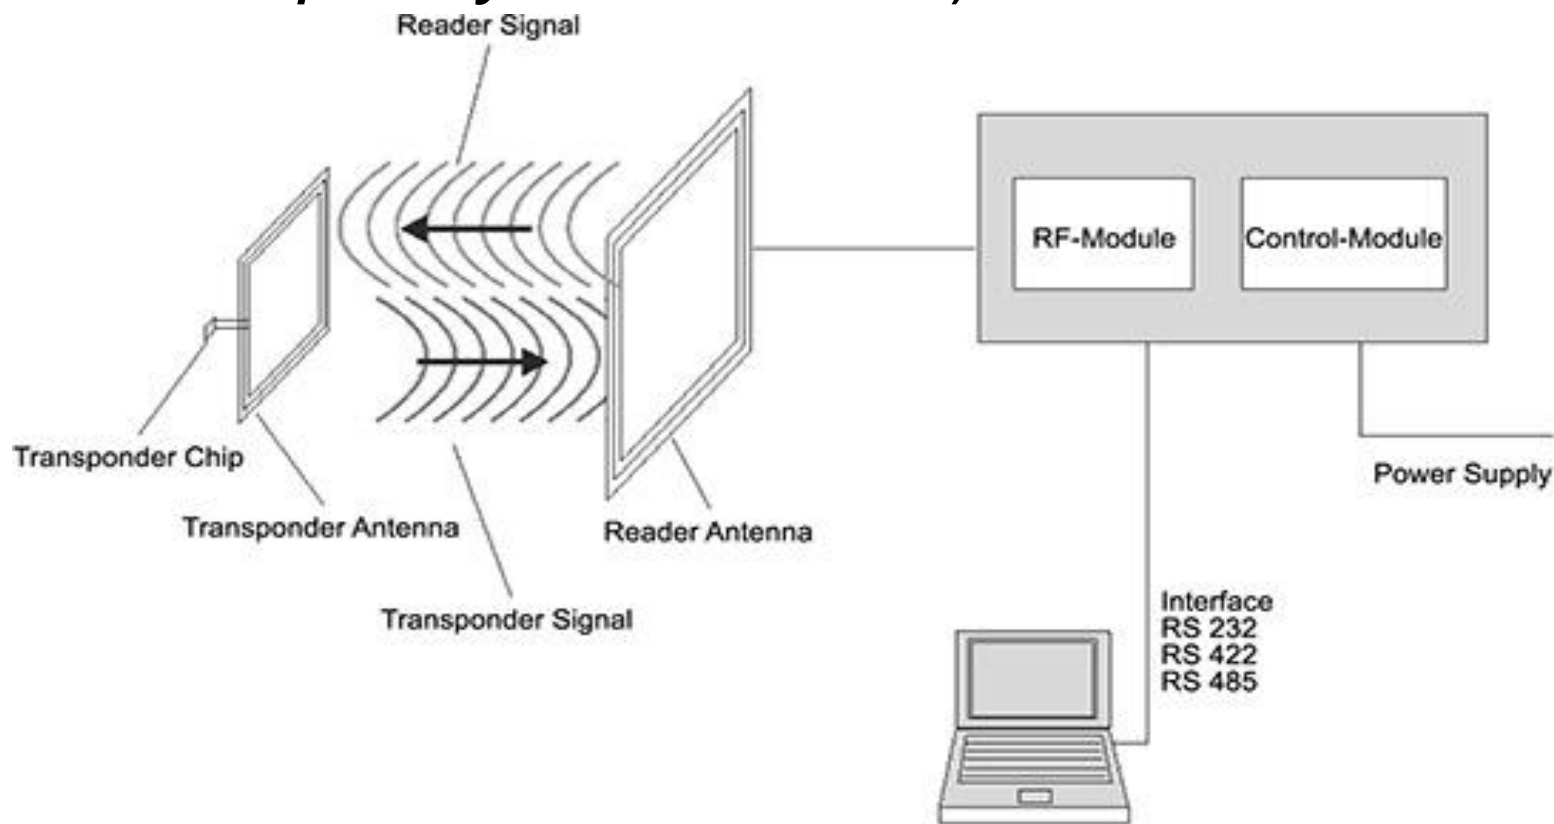 Reader Signal
RF-Module
Control-Module
Transponder Chip
Power Supply
Transponder Antenna
Reader Antenna
Transponder Signal
Interface
RS 232
RS 422
RS 485